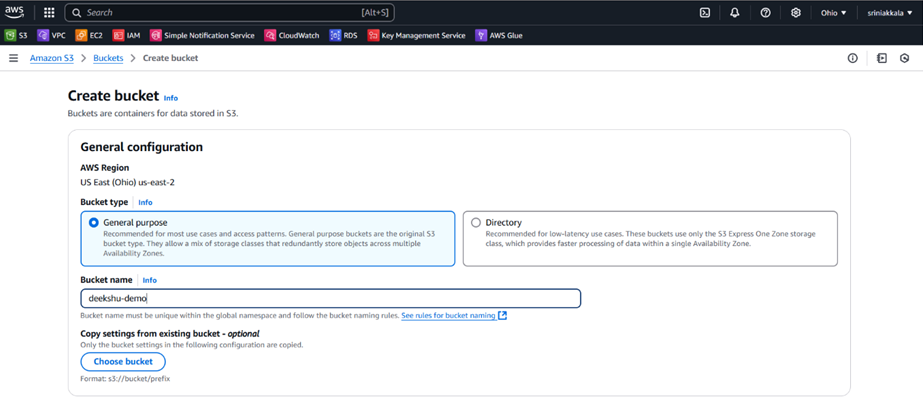 aws
Search [Alt+S] Ohio sriniakkala
S3 VPC EC2 IAM Simple Notification Service CloudWatch RDS Key Management Service AWS Glue
Amazon S3 > Buckets > Create bucket
Create bucket Info
Buckets are containers for data stored in S3.
General configuration
AWS Region
US East (Ohio) us-east-2
Bucket type Info
General purpose
Recommended for most use cases and access patterns. General purpose buckets are the original S3
bucket type. They allow a mix of storage classes that redundantly store objects across multiple
Availability Zones.
Directory
Recommended for low-latency use cases. These buckets use only the S3 Express One Zone storage
class, which provides faster processing of data within a single Availability Zone.
Bucket name Info
deekshu-demo
Bucket name must be unique within the global namespace and follow the bucket naming rules. See rules for bucket naming
Copy settings from existing bucket - optional
Only the bucket settings in the following configuration are copied.
Choose bucket
Format: s3://bucket/prefix